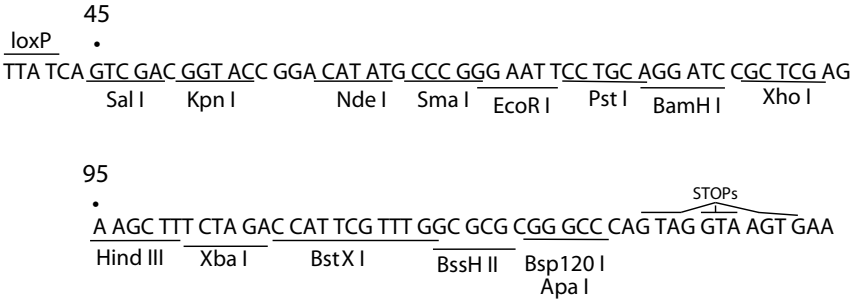 45
loxP •
TTA TCA GTC GAC GGT ACC GGA CAT ATG CCC GGG AAT TCC TGC AGG ATC CGC TCG AG
Sal I Kpn I Nde I Sma I EcoR I Pst I BamH I Xho I
95
• STOPs
A AGC TTT CTA GAC CAT TCG TTT GGC GCG CGG GCC CAG TAG GTA AGT GAA
Hind III Xba I BstX I BssH II Bsp120 I
Apa I